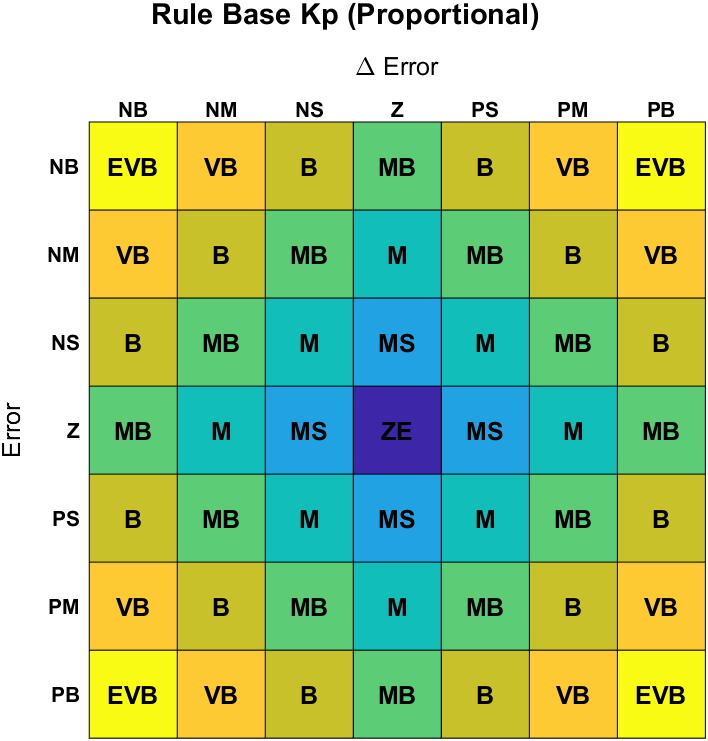 Rule Base Kp (Proportional)
Δ Error
NB NM NS Z PS PM PB
NB EVB VB B MB B VB EVB
NM VB B MB M MB B VB
NS B MB M MS M MB B
Error
Z MB M MS ZE MS M MB
PS B MB M MS M MB B
PM VB B MB M MB B VB
PB EVB VB B MB B VB EVB